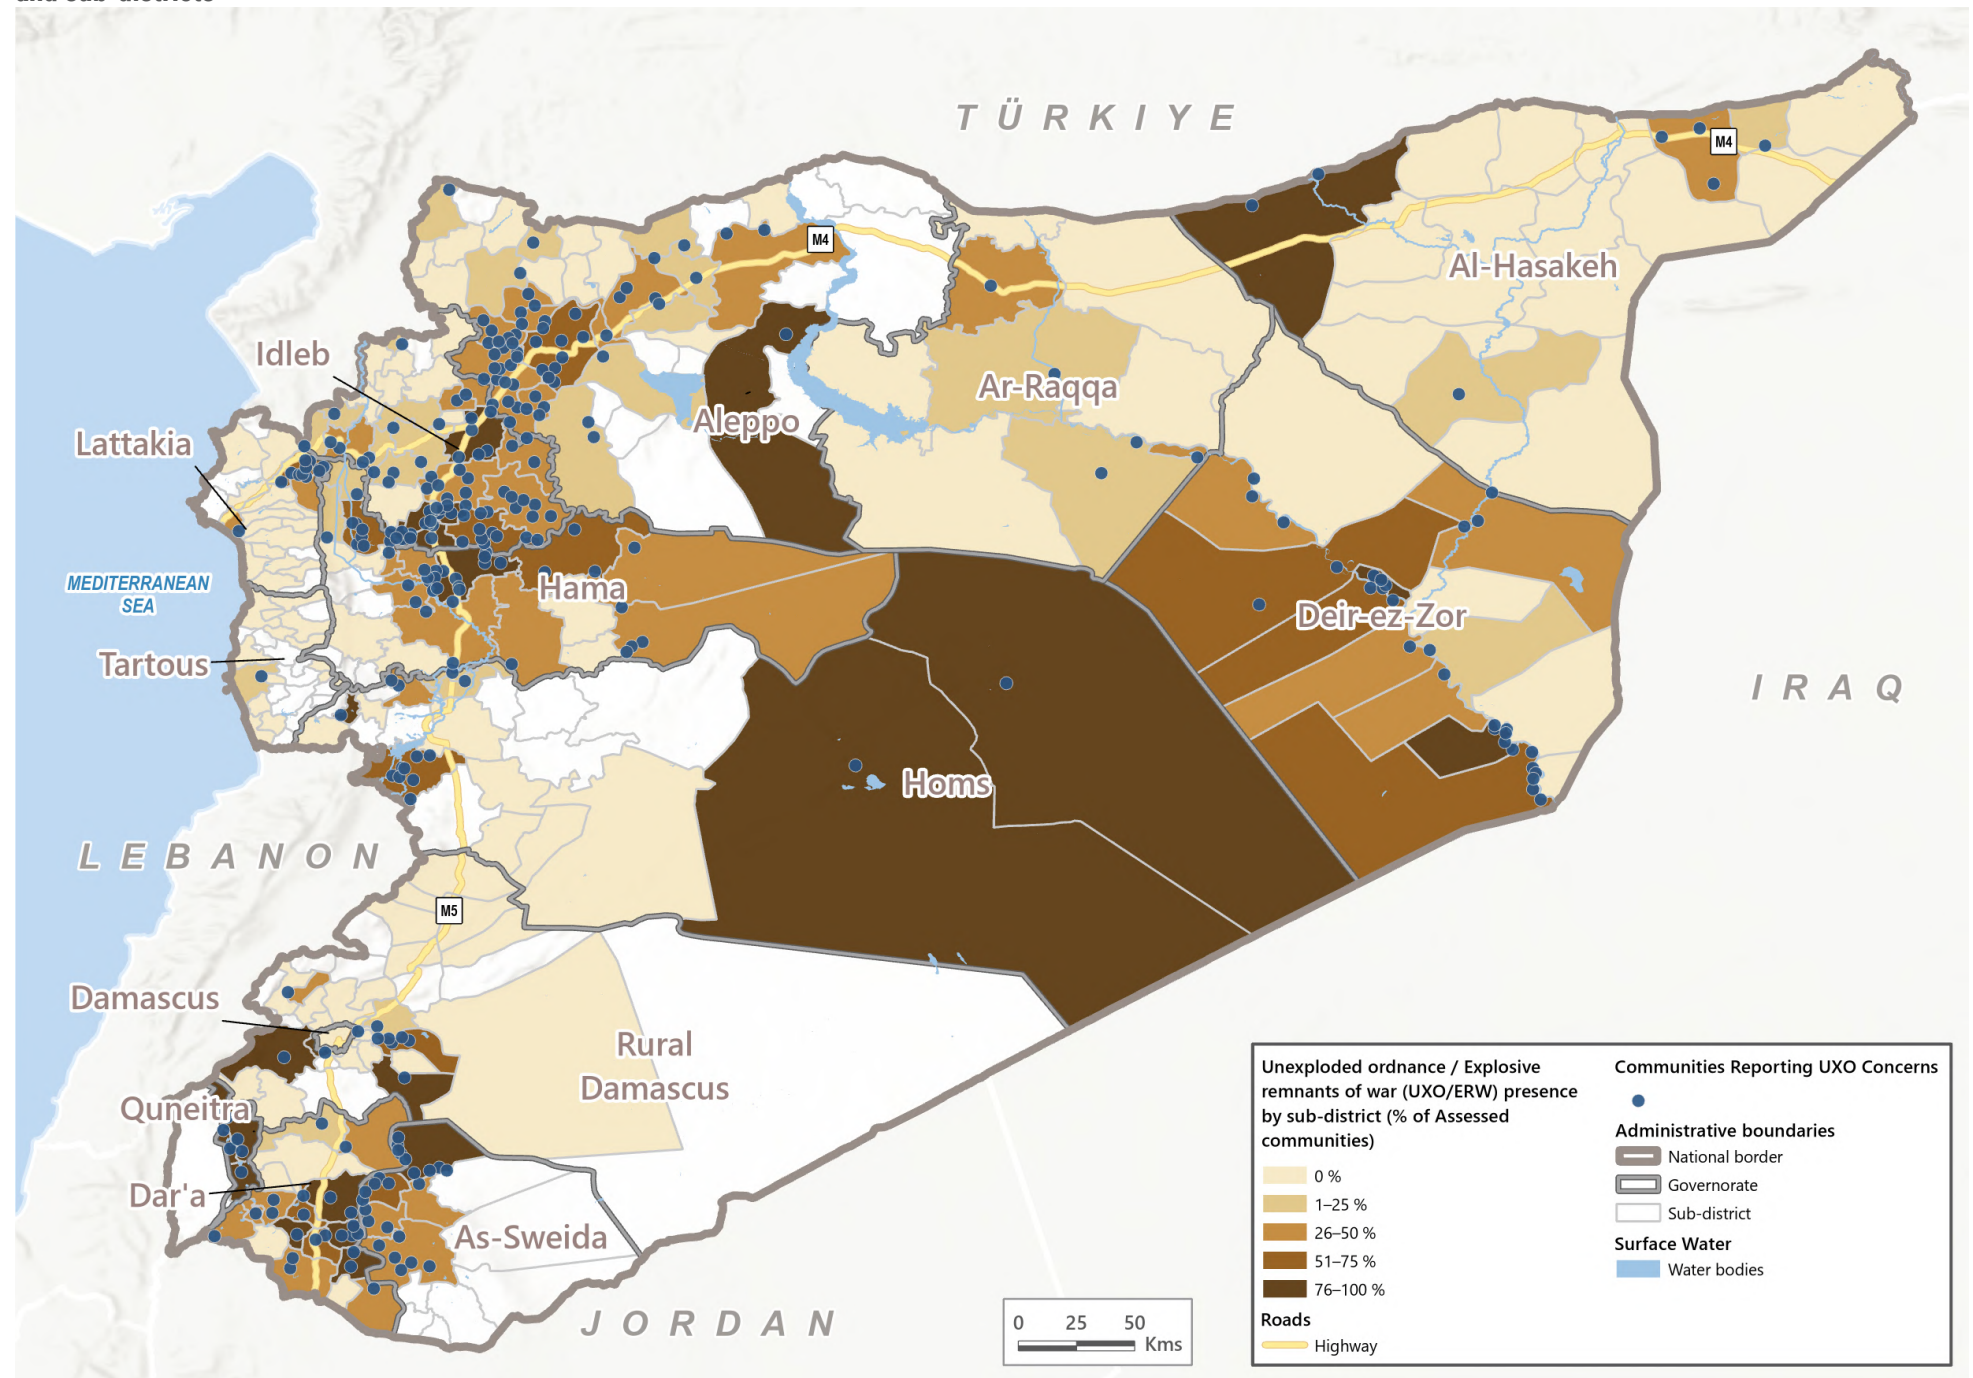 and sub-districts
TÜRKIYE
M4
M4
Al-Hasakeh
Idleb
Ar-Raqqa
Aleppo
Lattakia
MEDITERRANEAN
SEA
Hama
Deir-ez-Zor
Tartous
IRAQ
Homs
LEBANON
M5
Damascus
Rural
Damascus
Quneitra
Dar'a
As-Sweida
JORDAN
0 25 50
Kms
Unexploded ordnance / Explosive
remnants of war (UXO/ERW) presence
by sub-district (% of Assessed
communities)
0 %
1–25 %
26–50 %
51–75 %
76–100 %
Roads
Highway
Communities Reporting UXO Concerns
Administrative boundaries
National border
Governorate
Sub-district
Surface Water
Water bodies